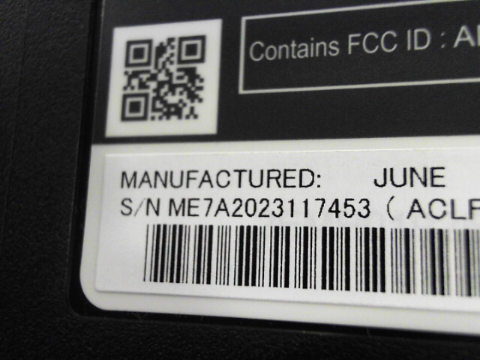 Contains FCC ID :
MANUFACTURED: JUNE
S/N ME7A2023117453 ( ACLF